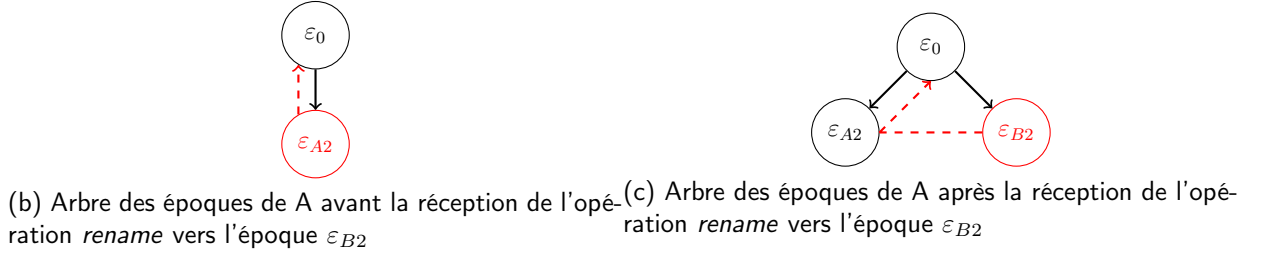 ε0
εA2
(b) Arbre des époques de A avant la réception de l'opé-
ration rename vers l'époque εB2
ε0
εA2 εB2
(c) Arbre des époques de A après la réception de l'opé-
ration rename vers l'époque εB2